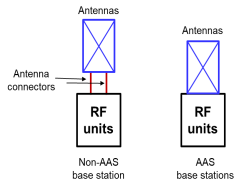 Antennas
Antennas
Antenna
connectors
RF
units
RF
units
Non-AAS
base station
AAS
base stations